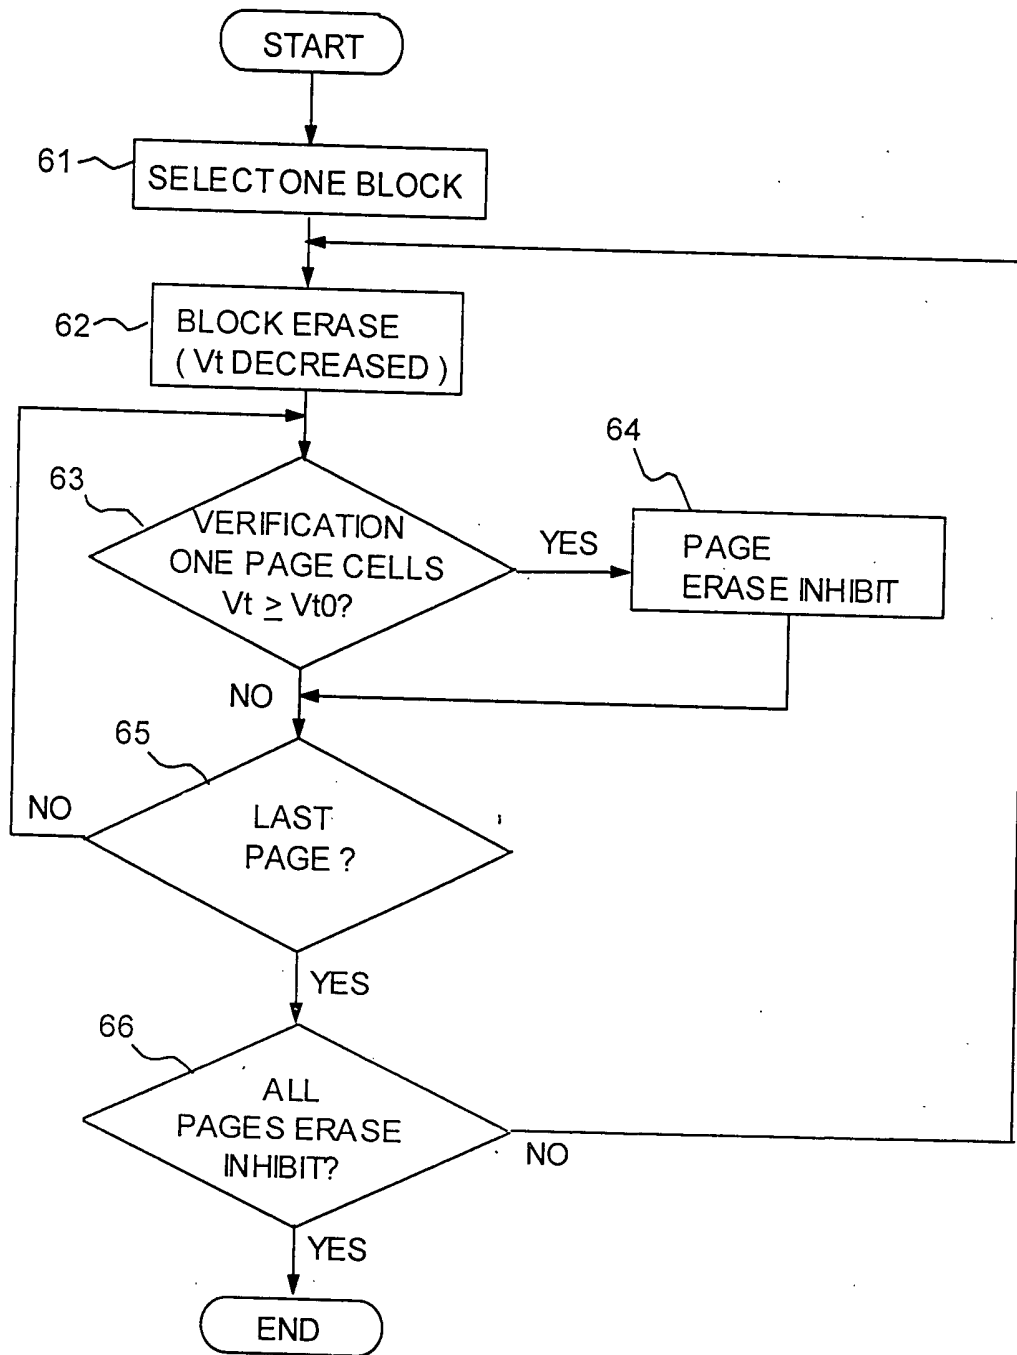 START
61
SELECT ONE BLOCK
62
BLOCK ERASE
( Vt DECREASED )
63
VERIFICATION
ONE PAGE CELLS
Vt ≥ Vt0?
YES
64
PAGE
ERASE INHIBIT
NO
65
LAST
PAGE ?
NO
YES
66
ALL
PAGES ERASE
INHIBIT?
NO
YES
END